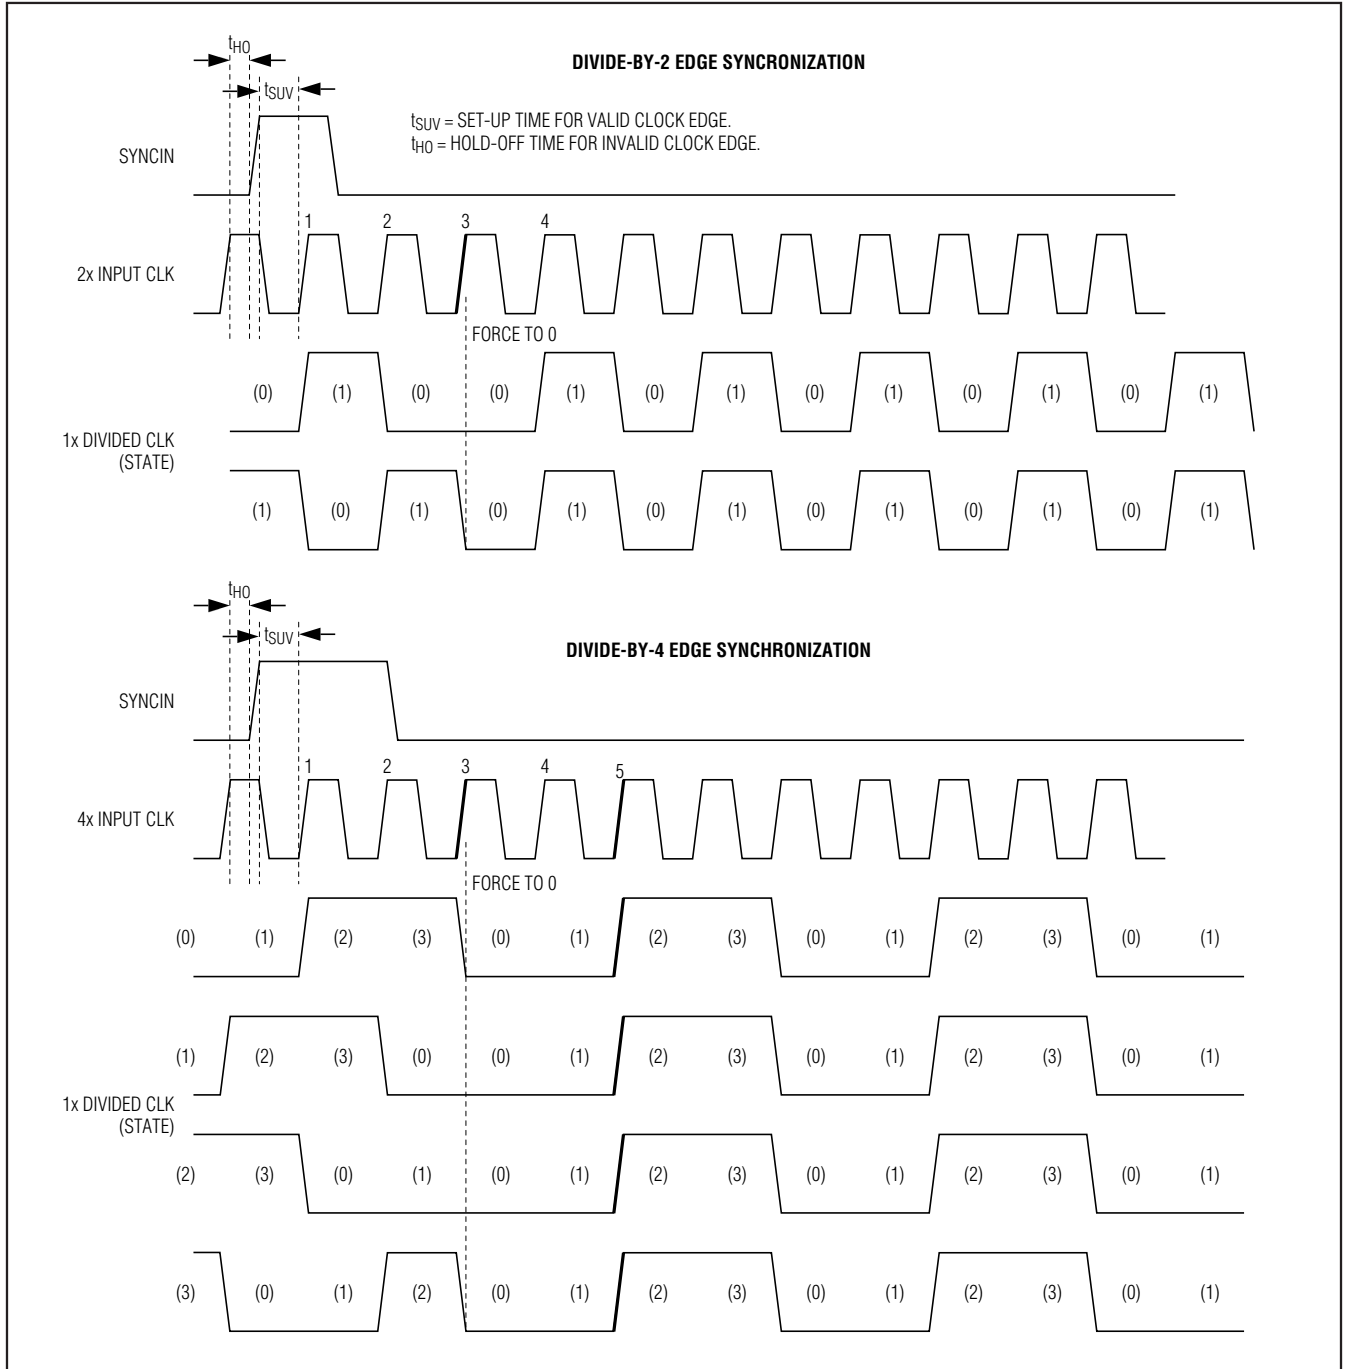 tHO
DIVIDE-BY-2 EDGE SYNCRONIZATION
tSUV
tSUV = SET-UP TIME FOR VALID CLOCK EDGE.
tHO = HOLD-OFF TIME FOR INVALID CLOCK EDGE.
SYNCIN
1 2 3 4
2x INPUT CLK
FORCE TO 0
(0) (1) (0) (0) (1) (0) (1) (0) (1) (0) (1) (0) (1)
1x DIVIDED CLK
(STATE)
(1) (0) (1) (0) (1) (0) (1) (0) (1) (0) (1) (0) (1)
tHO
tSUV
DIVIDE-BY-4 EDGE SYNCHRONIZATION
SYNCIN
1 2 3 4 5
4x INPUT CLK
FORCE TO 0
(0) (1) (2) (3) (0) (1) (2) (3) (0) (1) (2) (3) (0) (1)
(1) (2) (3) (0) (0) (1) (2) (3) (0) (1) (2) (3) (0) (1)
1x DIVIDED CLK
(STATE)
(2) (3) (0) (1) (0) (1) (2) (3) (0) (1) (2) (3) (0) (1)
(3) (0) (1) (2) (0) (1) (2) (3) (0) (1) (2) (3) (0) (1)